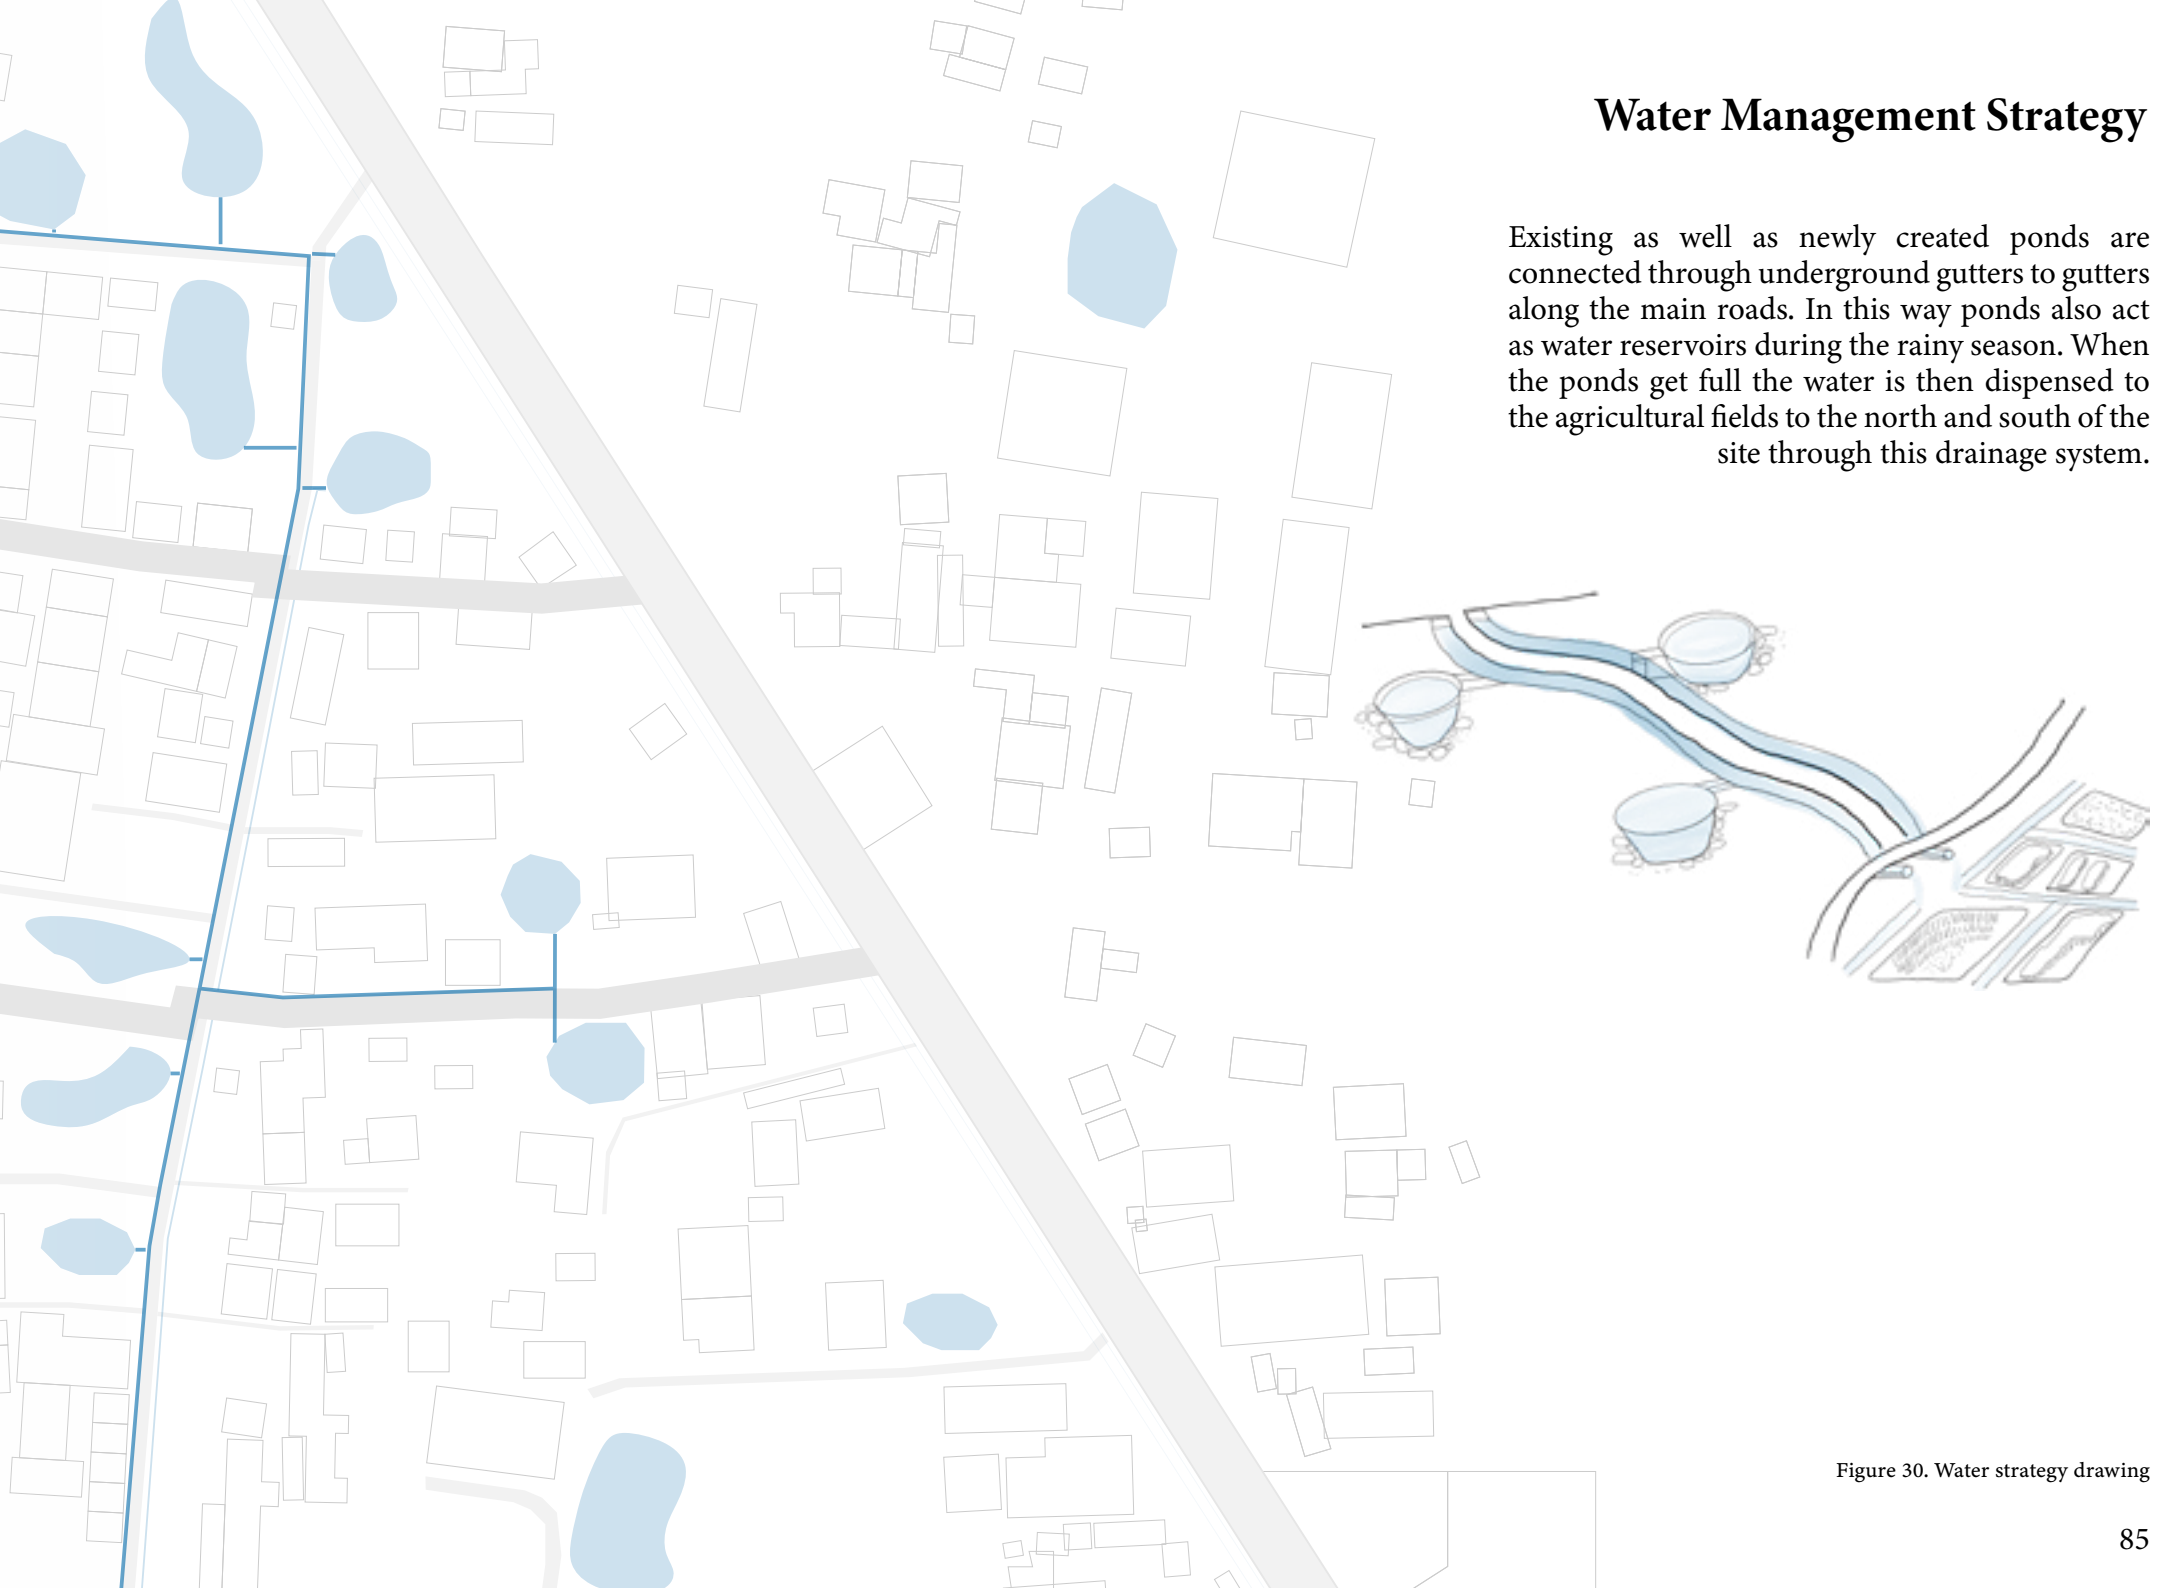 Water Management Strategy
Existing as well as newly created ponds are
connected through underground gutters to gutters
along the main roads. In this way ponds also act
as water reservoirs during the rainy season. When
the ponds get full the water is then dispensed to
the agricultural fields to the north and south of the
site through this drainage system.
Figure 30. Water strategy drawing
85